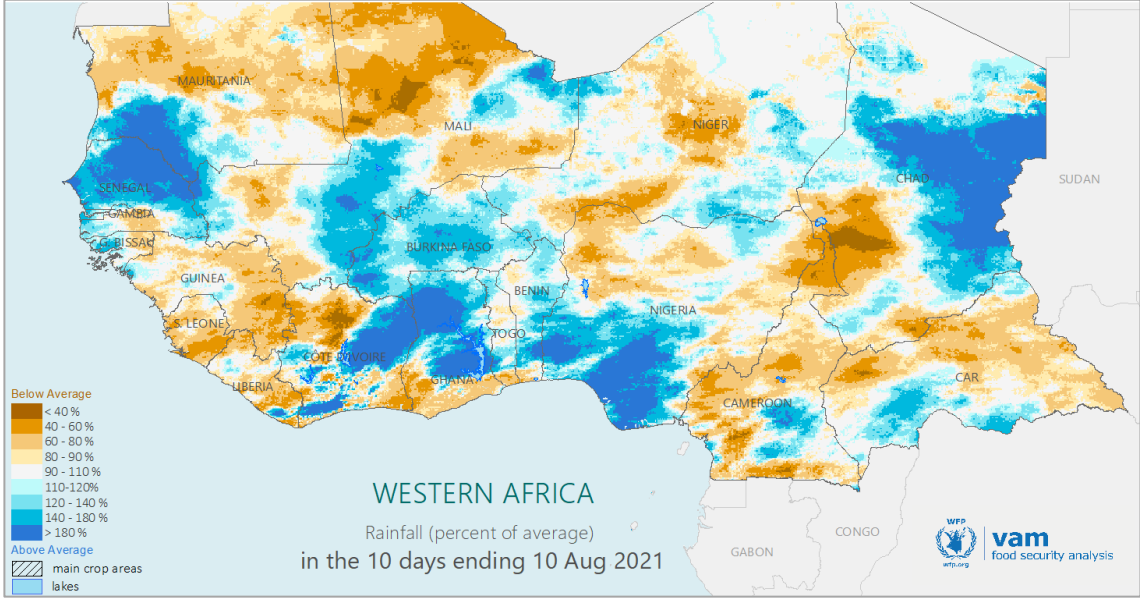 MAURITANIA
MALI
NIGER
CHAD
SUDAN
SENEGAL
GAMBIA
G. BISSAU
BURKINA FASO
GUINEA
BENIN
NIGERIA
S. LEONE
TOGO
COTE D'IVOIRE
LIBERIA
GHANA
CAR
CAMEROON
GABON
CONGO
Below Average
< 40 %
40 - 60 %
60 - 80 %
80 - 90 %
90 - 110 %
110-120%
120 - 140 %
140 - 180 %
> 180 %
Above Average
main crop areas
lakes
WESTERN AFRICA
Rainfall (percent of average)
in the 10 days ending 10 Aug 2021
WFP
wfp.org
vam
food security analysis